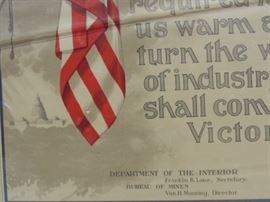 us warm &
turn the w
of industr
shall com
Victor
DEPARTMENT OF THE INTERIOR
Franklin K. Lane, Secretary.
BUREAU OF MINES
Van. H. Manning, Director.